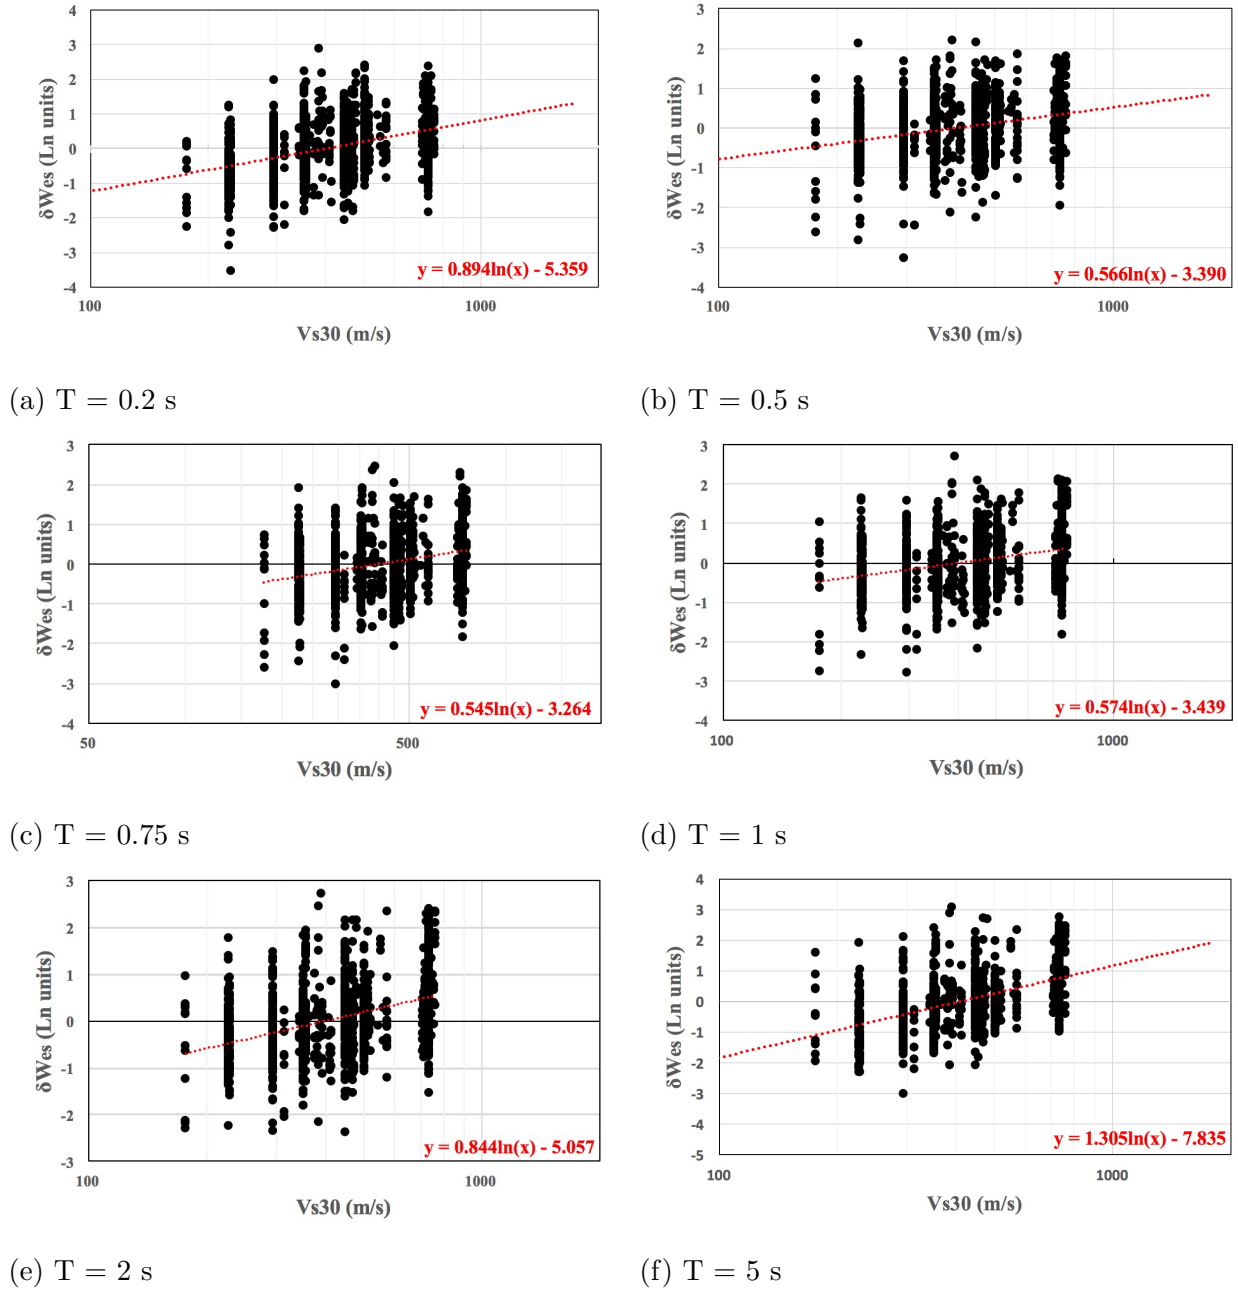 4
3
2
1
0
-1
-2
-3
-4
δWes (Ln units)
y = 0.894ln(x) - 5.359
100
1000
Vs30 (m/s)
3
2
1
0
-1
-2
-3
-4
δWes (Ln units)
y = 0.566ln(x) - 3.390
100
1000
Vs30 (m/s)
(a) T = 0.2 s
(b) T = 0.5 s
3
2
1
0
-1
-2
-3
-4
δWes (Ln units)
y = 0.545ln(x) - 3.264
50
500
Vs30 (m/s)
3
2
1
0
-1
-2
-3
-4
δWes (Ln units)
y = 0.574ln(x) - 3.439
100
1000
Vs30 (m/s)
(c) T = 0.75 s
(d) T = 1 s
3
2
1
0
-1
-2
-3
δWes (Ln units)
y = 0.844ln(x) - 5.057
100
1000
Vs30 (m/s)
4
3
2
1
0
-1
-2
-3
-4
-5
δWes (Ln units)
y = 1.305ln(x) - 7.835
100
1000
Vs30 (m/s)
(e) T = 2 s
(f) T = 5 s